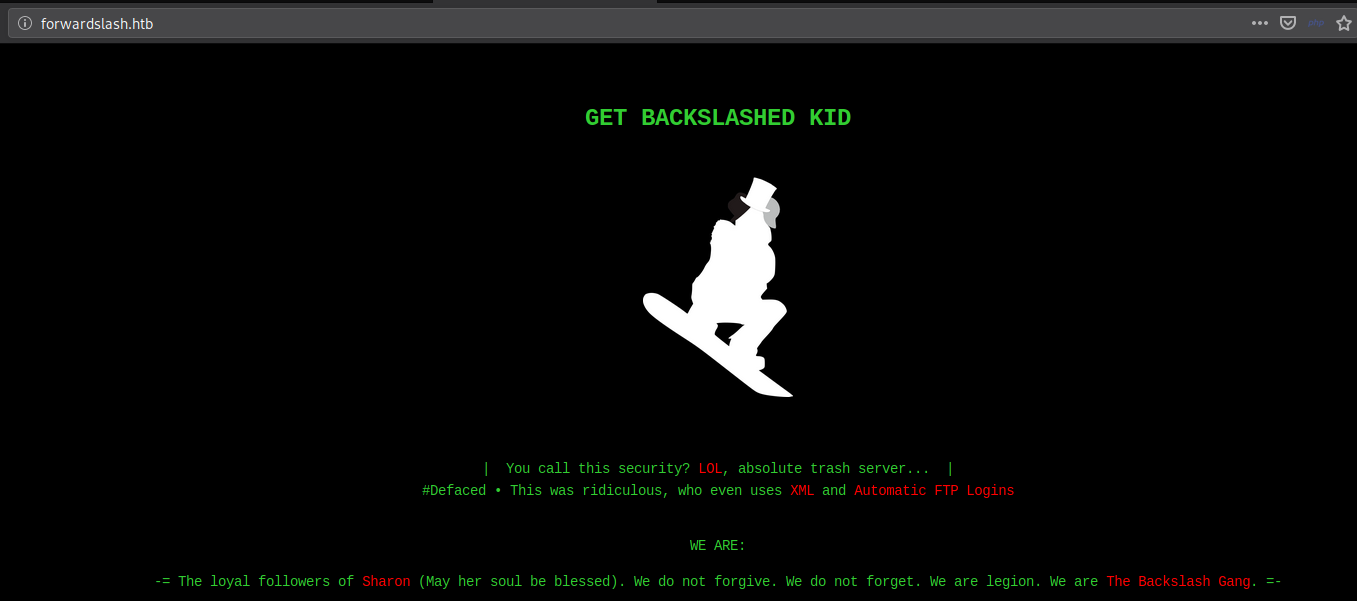 forwardslash.htb
GET BACKSLASHED KID
| You call this security? LOL, absolute trash server... |
#Defaced • This was ridiculous, who even uses XML and Automatic FTP Logins
WE ARE:
-= The loyal followers of Sharon (May her soul be blessed). We do not forgive. We do not forget. We are legion. We are The Backslash Gang. =-